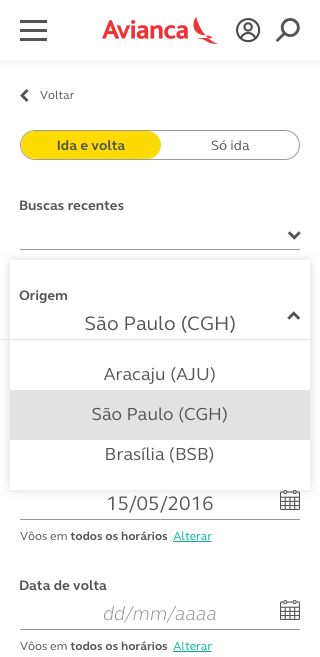 Avianca
Voltar
Ida e volta
Só ida
Buscas recentes
Origem
São Paulo (CGH)
Aracaju (AJU)
São Paulo (CGH)
Brasília (BSB)
15/05/2016
Vôos em todos os horários Alterar
Data de volta
dd/mm/aaaa
Vôos em todos os horários Alterar